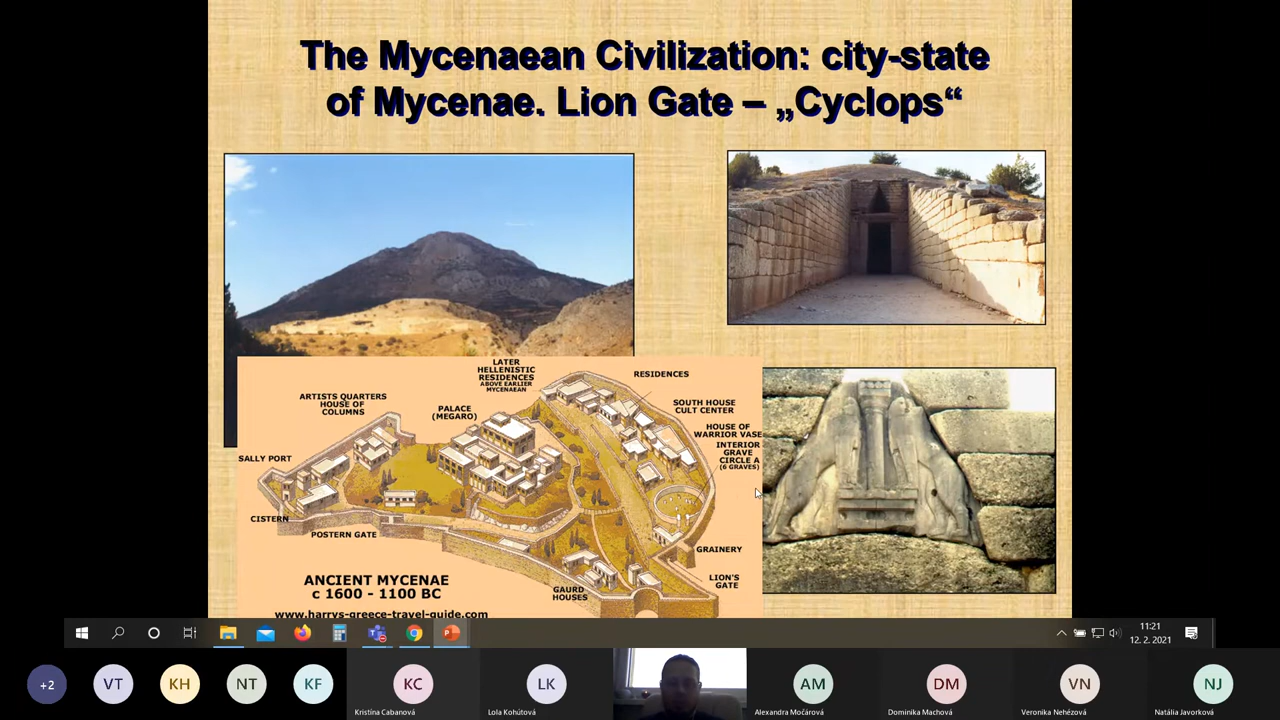 The Mycenaean Civilization: city-state
of Mycenae. Lion Gate – „Cyclops“
LATER
HELLENISTIC
RESIDENCES
ABOVE EARLIER
MYCENAEAN
RESIDENCES
ARTISTS QUARTERS
HOUSE OF
COLUMNS
PALACE
(MEGARO)
SOUTH HOUSE
CULT CENTER
HOUSE OF
WARRIOR VASE
INTERIOR
GRAVE
CIRCLE A
(6 GRAVES)
SALLY PORT
CISTERN
POSTERN GATE
GRAINERY
LION'S
GATE
GAURD
HOUSES
ANCIENT MYCENAE
c 1600 - 1100 BC
www.harrys-greece-travel-guide.com
11:21
12. 2. 2021
+2
VT
KH
NT
KF
KC
Kristína Cabanová
LK
Lola Kohútová
AM
Alexandra Močárová
DM
Dominika Machová
VN
Veronika Nehézová
NJ
Natália Javorková